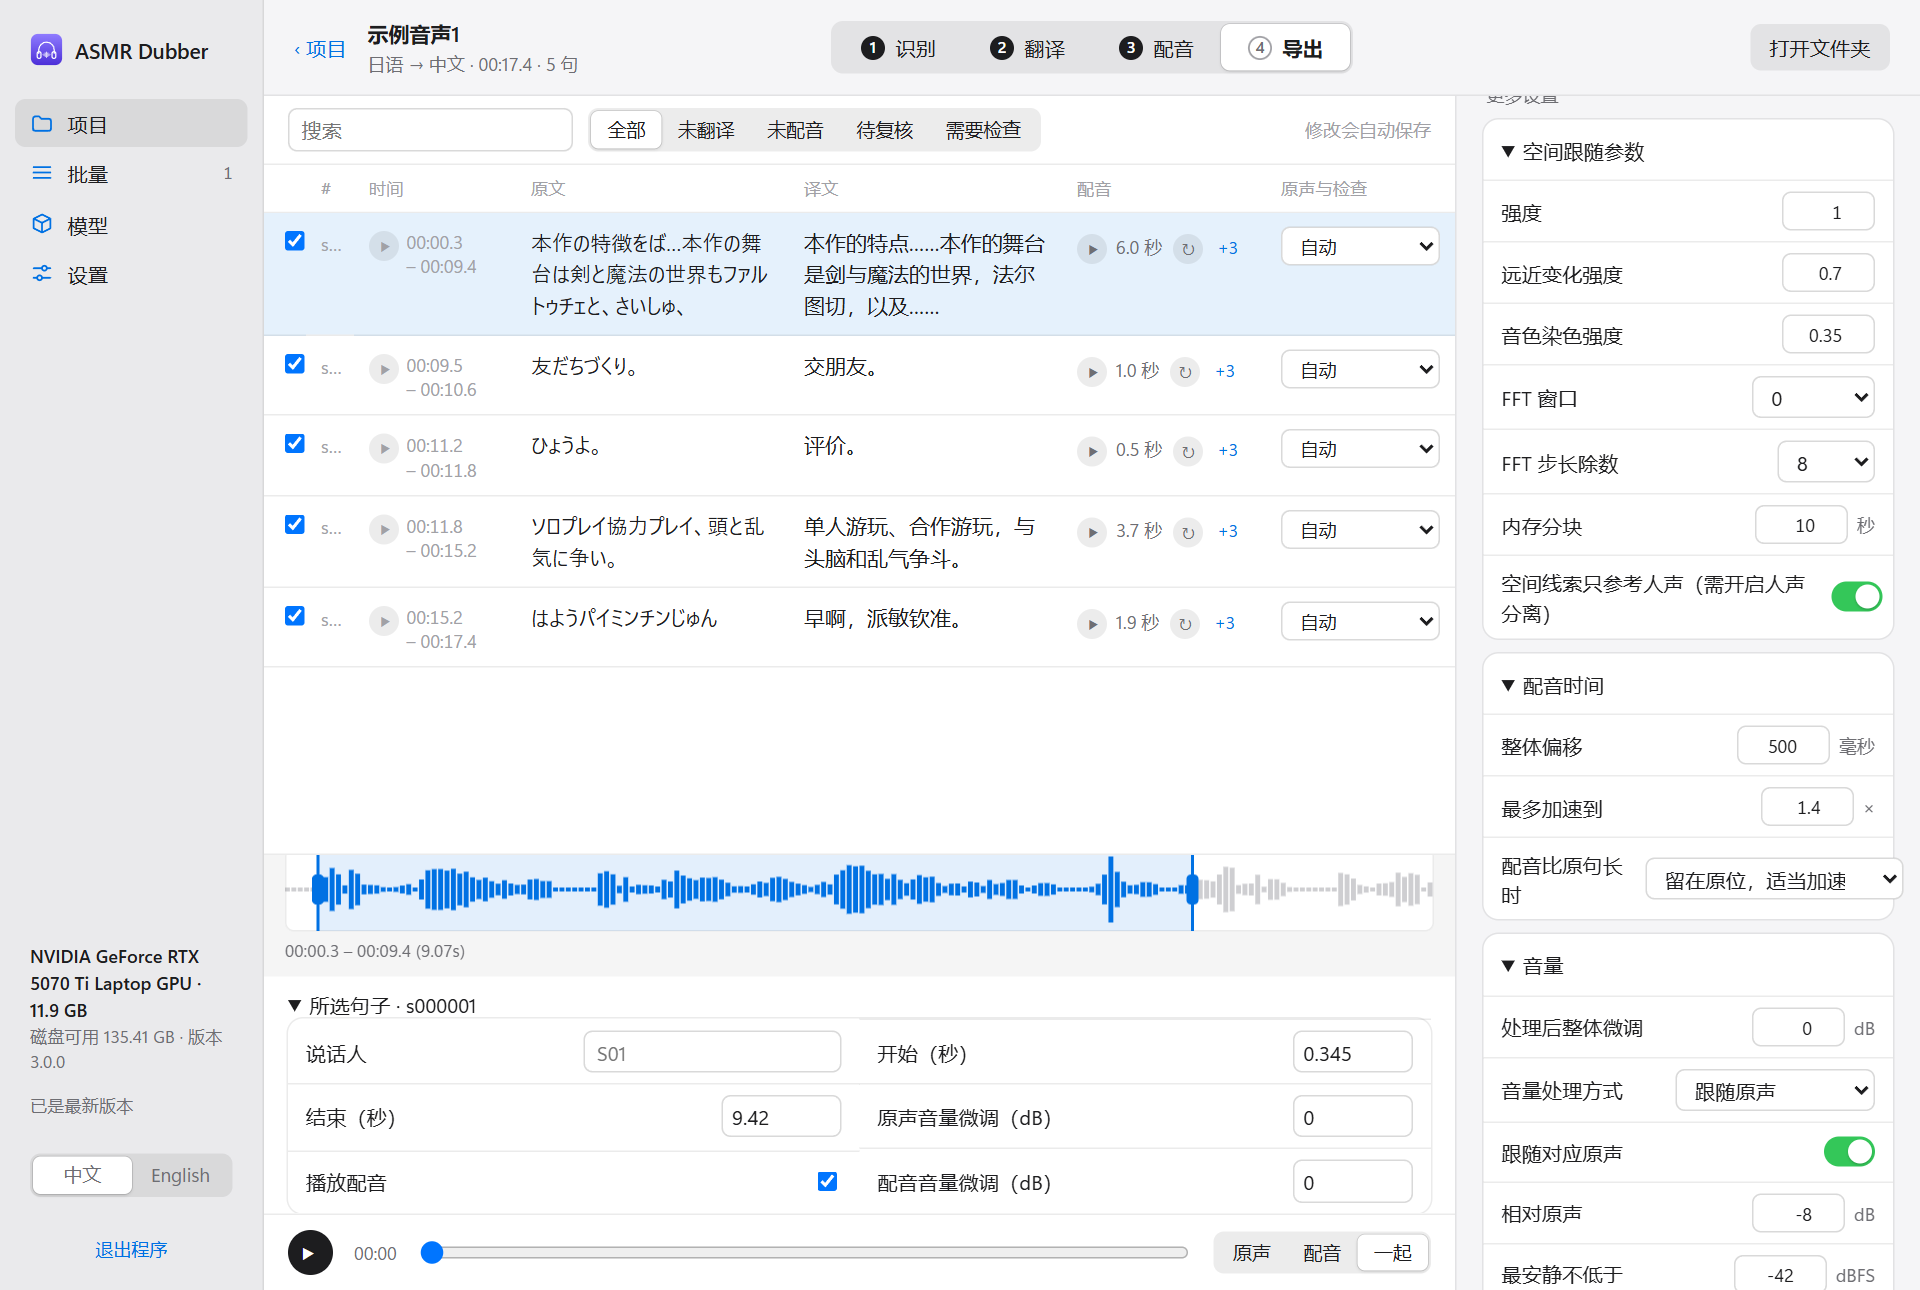 ASMR Dubber
项目
批量 1
模型
设置
NVIDIA GeForce RTX
5070 Ti Laptop GPU ·
11.9 GB
磁盘可用 135.41 GB · 版本
3.0.0
已是最新版本
中文 English
退出程序
‹ 项目
示例音声1
日语 → 中文 · 00:17.4 · 5 句
1 识别 2 翻译 3 配音 4 导出
打开文件夹
搜索
全部 未翻译 未配音 待复核 需要检查
修改会自动保存
# 时间 原文 译文 配音 原声与检查
s... 00:00.3
– 00:09.4
本作の特徴をば...本作の舞
台は剣と魔法の世界もファル
トゥチェと、さいしゅ、
本作的特点……本作的舞台
是剑与魔法的世界，法尔
图切，以及……
6.0 秒 ↻ +3 自动
s... 00:09.5
– 00:10.6
友だちづくり。
交朋友。
1.0 秒 ↻ +3 自动
s... 00:11.2
– 00:11.8
ひょうよ。
评价。
0.5 秒 ↻ +3 自动
s... 00:11.8
– 00:15.2
ソロプレイ協力プレイ、頭と乱
気に争い。
单人游玩、合作游玩，与
头脑和乱气争斗。
3.7 秒 ↻ +3 自动
s... 00:15.2
– 00:17.4
はようパイミンチンじゅん
早啊，派敏钦准。
1.9 秒 ↻ +3 自动
00:00.3 – 00:09.4 (9.07s)
▼ 所选句子 · s000001
说话人 S01 开始（秒） 0.345
结束（秒） 9.42 原声音量微调（dB） 0
播放配音 配音音量微调（dB） 0
00:00
原声 配音 一起
更多设置
▼ 空间跟随参数
强度 1
远近变化强度 0.7
音色染色强度 0.35
FFT 窗口 0
FFT 步长除数 8
内存分块 10 秒
空间线索只参考人声（需开启人声
分离）
▼ 配音时间
整体偏移 500 毫秒
最多加速到 1.4 ×
配音比原句长
时
留在原位，适当加速
▼ 音量
处理后整体微调 0 dB
音量处理方式 跟随原声
跟随对应原声
相对原声 -8 dB
最安静不低于 -42 dBFS